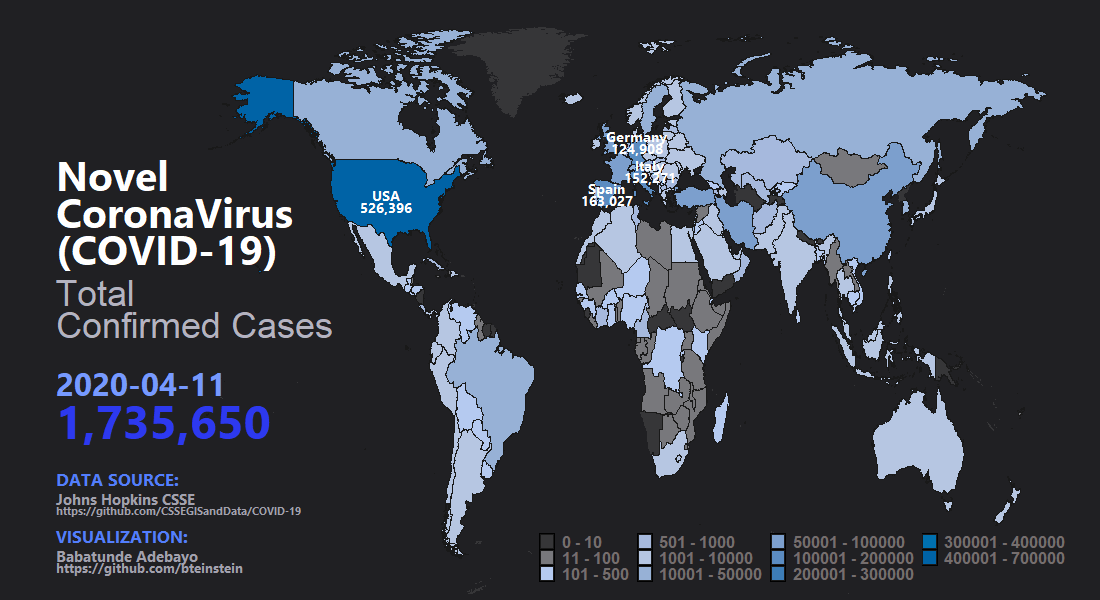 Novel
CoronaVirus
(COVID-19)
Total
Confirmed Cases
2020-04-11
1,735,650
DATA SOURCE:
Johns Hopkins CSSE
https://github.com/CSSEGISandData/COVID-19
VISUALIZATION:
Babatunde Adebayo
https://github.com/bteinstein
USA
526,396
Germany
124,908
Italy
152,271
Spain
163,027
0 - 10
11 - 100
101 - 500
501 - 1000
1001 - 10000
10001 - 50000
50001 - 100000
100001 - 200000
200001 - 300000
300001 - 400000
400001 - 700000